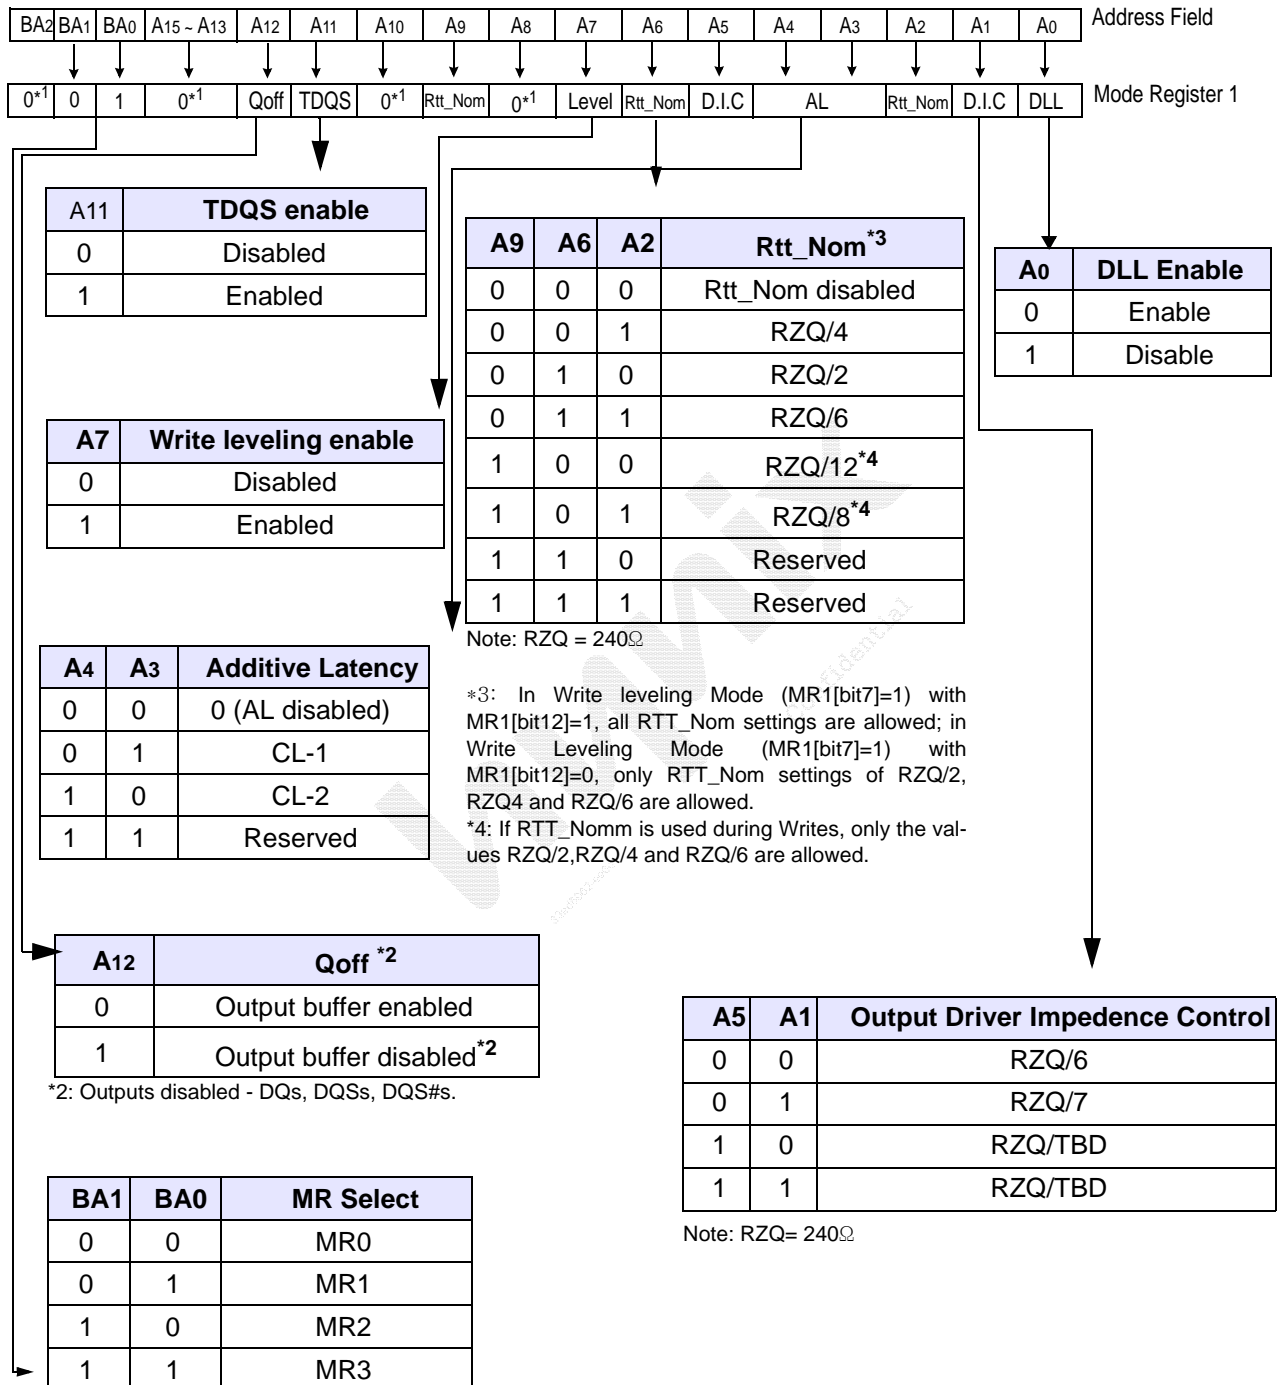 BA2 BA1 BA0 A15 ~ A13 A12 A11 A10 A9 A8 A7 A6 A5 A4 A3 A2 A1 A0 Address Field
0*1 0 1 0*1 Qoff TDQS 0*1 Rtt_Nom 0*1 Level Rtt_Nom D.I.C AL Rtt_Nom D.I.C DLL Mode Register 1
A11 TDQS enable
0 Disabled
1 Enabled
A9 A6 A2 Rtt_Nom*3
0 0 0 Rtt_Nom disabled
0 0 1 RZQ/4
0 1 0 RZQ/2
0 1 1 RZQ/6
1 0 0 RZQ/12*4
1 0 1 RZQ/8*4
1 1 0 Reserved
1 1 1 Reserved
Note: RZQ = 240Ω
A0 DLL Enable
0 Enable
1 Disable
A7 Write leveling enable
0 Disabled
1 Enabled
A4 A3 Additive Latency
0 0 0 (AL disabled)
0 1 CL-1
1 0 CL-2
1 1 Reserved
*3: In Write leveling Mode (MR1[bit7]=1) with
MR1[bit12]=1, all RTT_Nom settings are allowed; in
Write Leveling Mode (MR1[bit7]=1) with
MR1[bit12]=0, only RTT_Nom settings of RZQ/2,
RZQ4 and RZQ/6 are allowed.
*4: If RTT_Nomm is used during Writes, only the val-
ues RZQ/2,RZQ/4 and RZQ/6 are allowed.
A12 Qoff *2
0 Output buffer enabled
1 Output buffer disabled*2
*2: Outputs disabled - DQs, DQSs, DQS#s.
A5 A1 Output Driver Impedence Control
0 0 RZQ/6
0 1 RZQ/7
1 0 RZQ/TBD
1 1 RZQ/TBD
Note: RZQ= 240Ω
BA1 BA0 MR Select
0 0 MR0
0 1 MR1
1 0 MR2
1 1 MR3